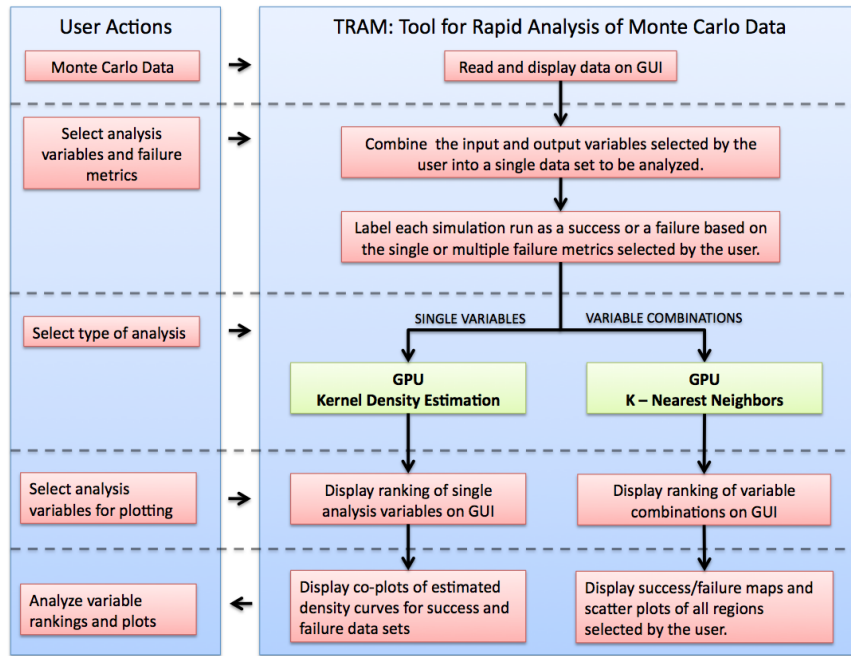 User Actions
TRAM: Tool for Rapid Analysis of Monte Carlo Data
Monte Carlo Data
Read and display data on GUI
Select analysis
variables and failure
metrics
Combine the input and output variables selected by the
user into a single data set to be analyzed.
Label each simulation run as a success or a failure based on
the single or multiple failure metrics selected by the user.
Select type of analysis
SINGLE VARIABLES
VARIABLE COMBINATIONS
GPU
Kernel Density Estimation
GPU
K – Nearest Neighbors
Select analysis
variables for plotting
Display ranking of single
analysis variables on GUI
Display ranking of variable
combinations on GUI
Analyze variable
rankings and plots
Display co-plots of estimated
density curves for success and
failure data sets
Display success/failure maps and
scatter plots of all regions
selected by the user.